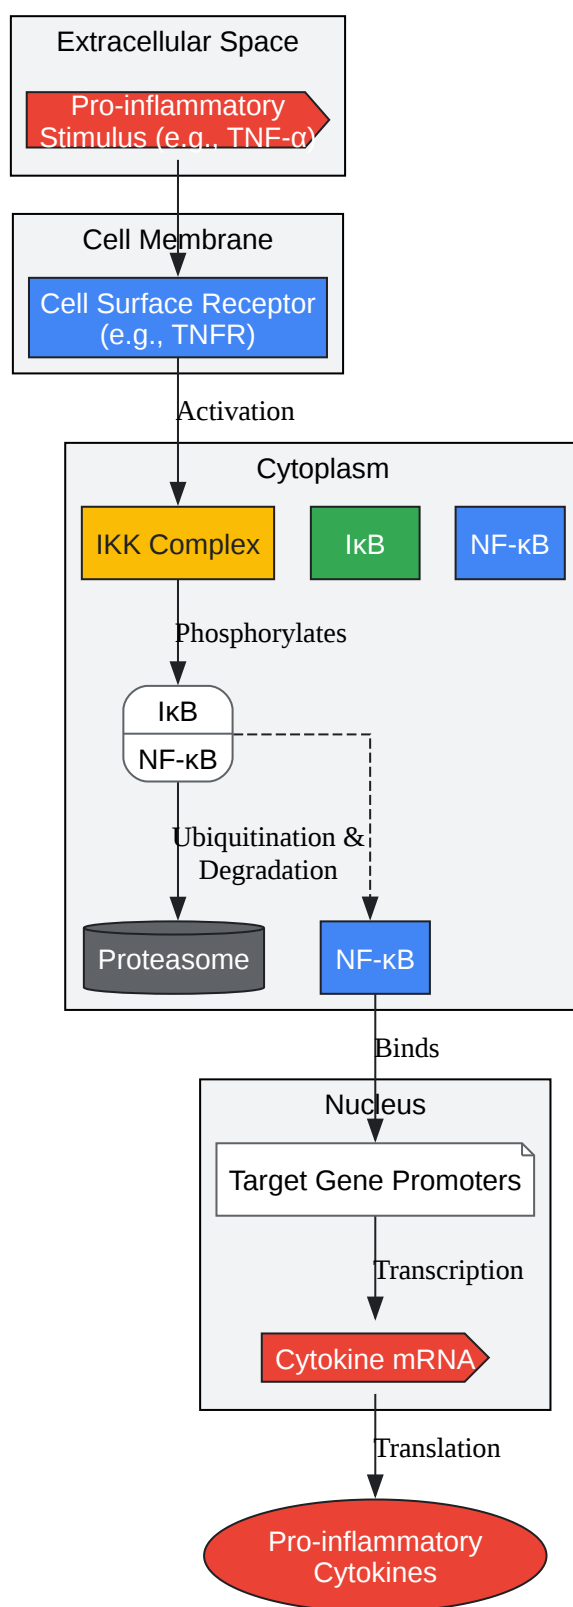 Extracellular Space
Pro-inflammatory
Stimulus (e.g., TNF-α)
Cell Membrane
Cell Surface Receptor
(e.g., TNFR)
Activation
Cytoplasm
IKK Complex
IκB
NF-κB
Phosphorylates
IκB
NF-κB
Ubiquitination &
Degradation
Proteasome
NF-κB
Binds
Nucleus
Target Gene Promoters
Transcription
Cytokine mRNA
Translation
Pro-inflammatory
Cytokines